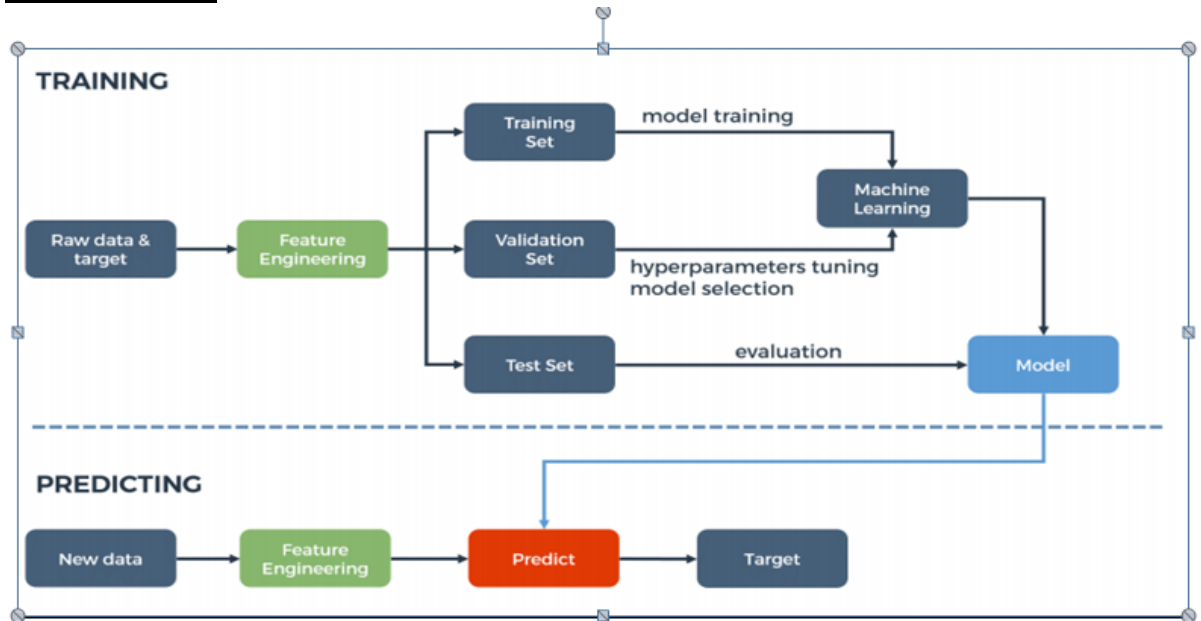 TRAINING
Training
Set
model training
Machine
Learning
Raw data &
target
Feature
Engineering
Validation
Set
hyperparameters tuning
model selection
Test Set
evaluation
Model
PREDICTING
New data
Feature
Engineering
Predict
Target